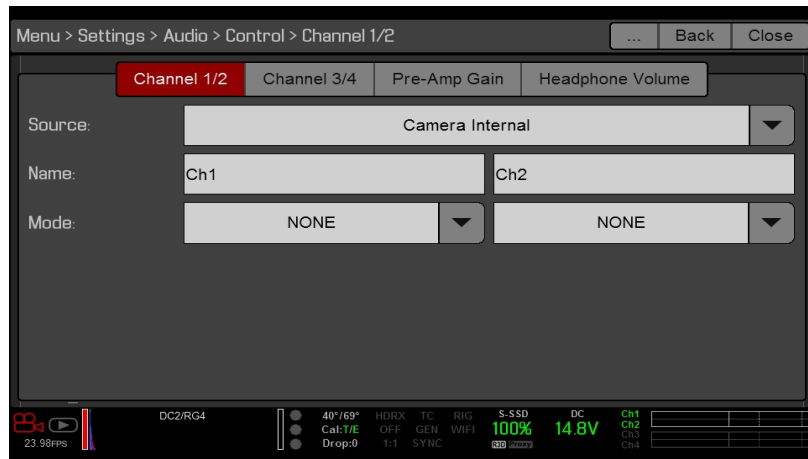 Menu > Settings > Audio > Control > Channel 1/2 ... Back Close
Channel 1/2 Channel 3/4 Pre-Amp Gain Headphone Volume
Source: Camera Internal
Name: Ch1 Ch2
Mode: NONE NONE
DC2/RG4 40°/69° HDRX TC RIG S-SSD DC Ch1
Cal:T/E OFF GEN WIFI 100% 14.8V Ch2
23.98FPS Drop:0 1:1 SYNC R3D Proxy Ch3
Ch4